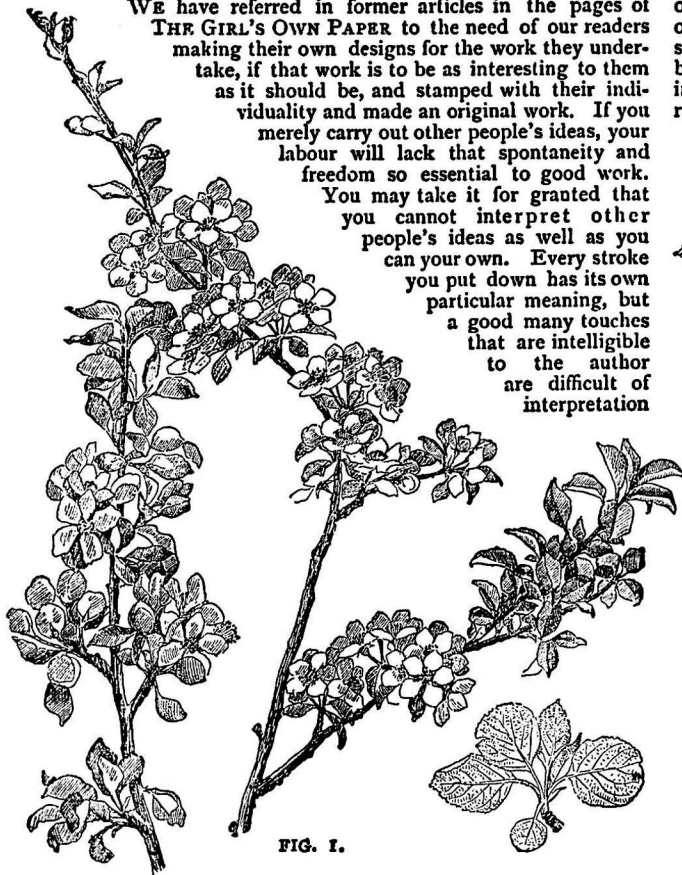 WE have referred in former articles in the pages of
THE GIRL'S OWN PAPER to the need of our readers
making their own designs for the work they under-
take, if that work is to be as interesting to them
as it should be, and stamped with their indi-
viduality and made an original work. If you
merely carry out other people's ideas, your
labour will lack that spontaneity and
freedom so essential to good work.
You may take it for granted that
you cannot interpret other
people's ideas as well as you
can your own. Every stroke
you put down has its own
particular meaning, but
a good many touches
that are intelligible
to the author
are difficult of
interpretation
FIG. I.